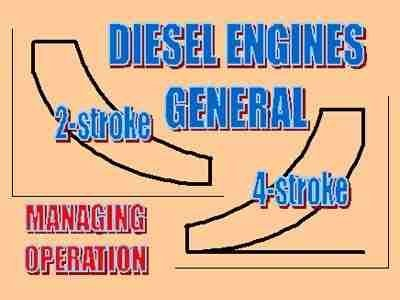 DIESEL ENGINES
GENERAL
2-stroke
4-stroke
MANAGING
OPERATION